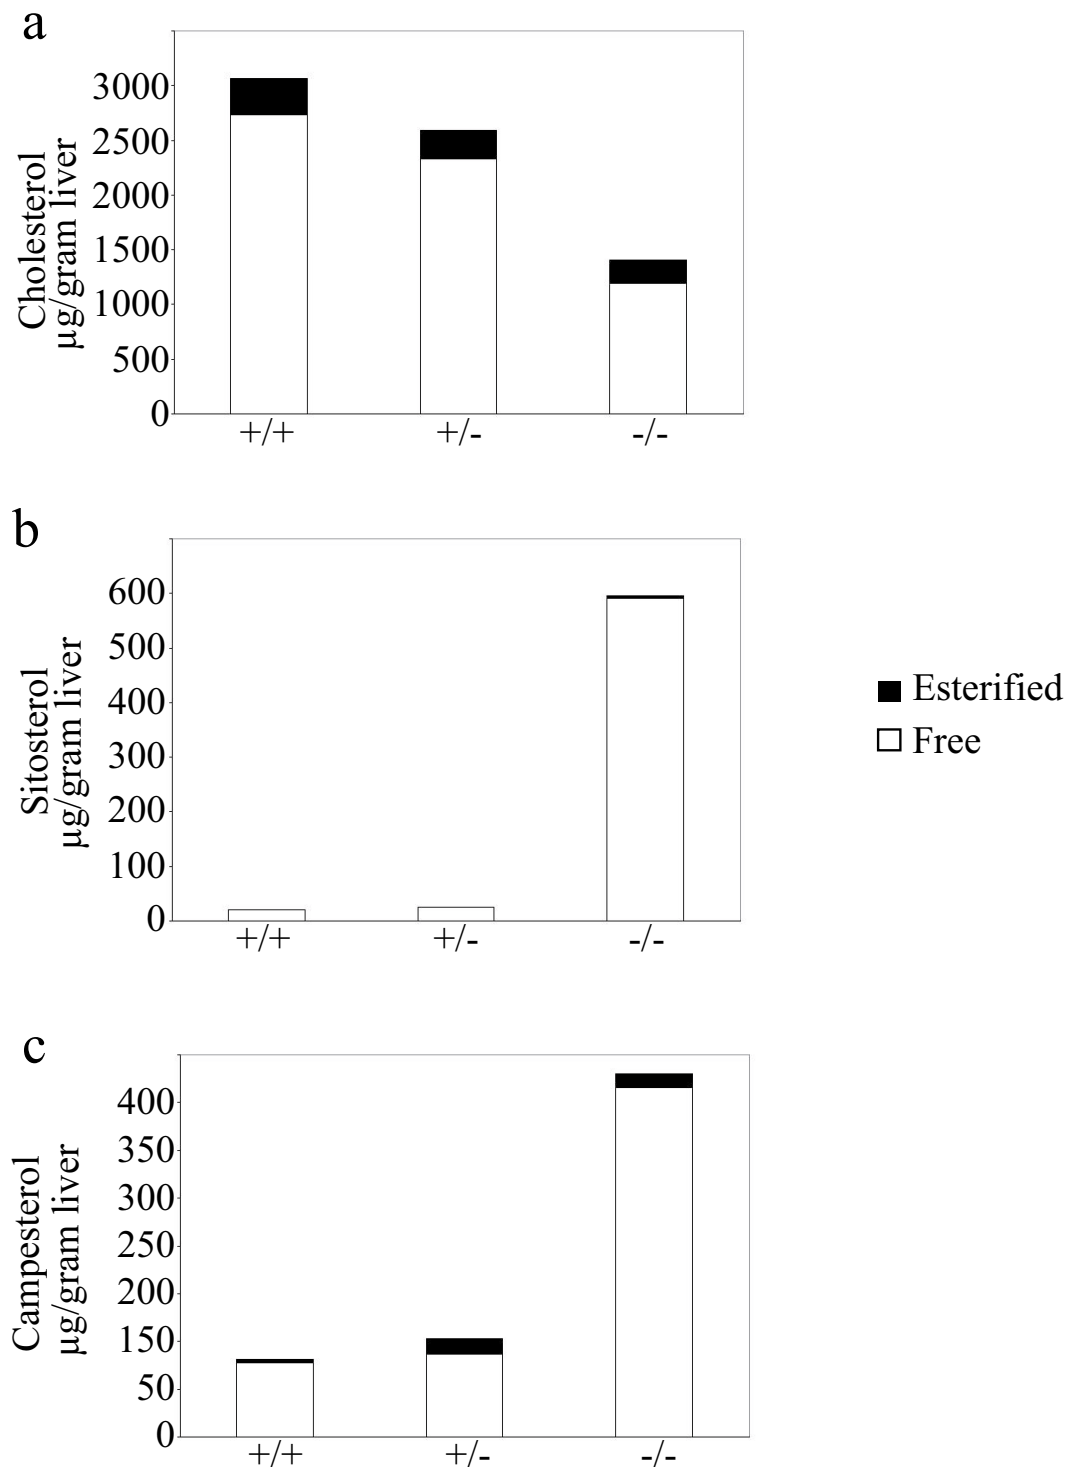 a
Cholesterol
µg/gram liver
3000
2500
2000
1500
1000
500
0
+/+ +/- -/-
b
Sitosterol
µg/gram liver
600
500
400
300
200
100
0
+/+ +/- -/-
Esterified
Free
c
Campesterol
µg/gram liver
400
350
300
250
200
150
50
0
+/+ +/- -/-